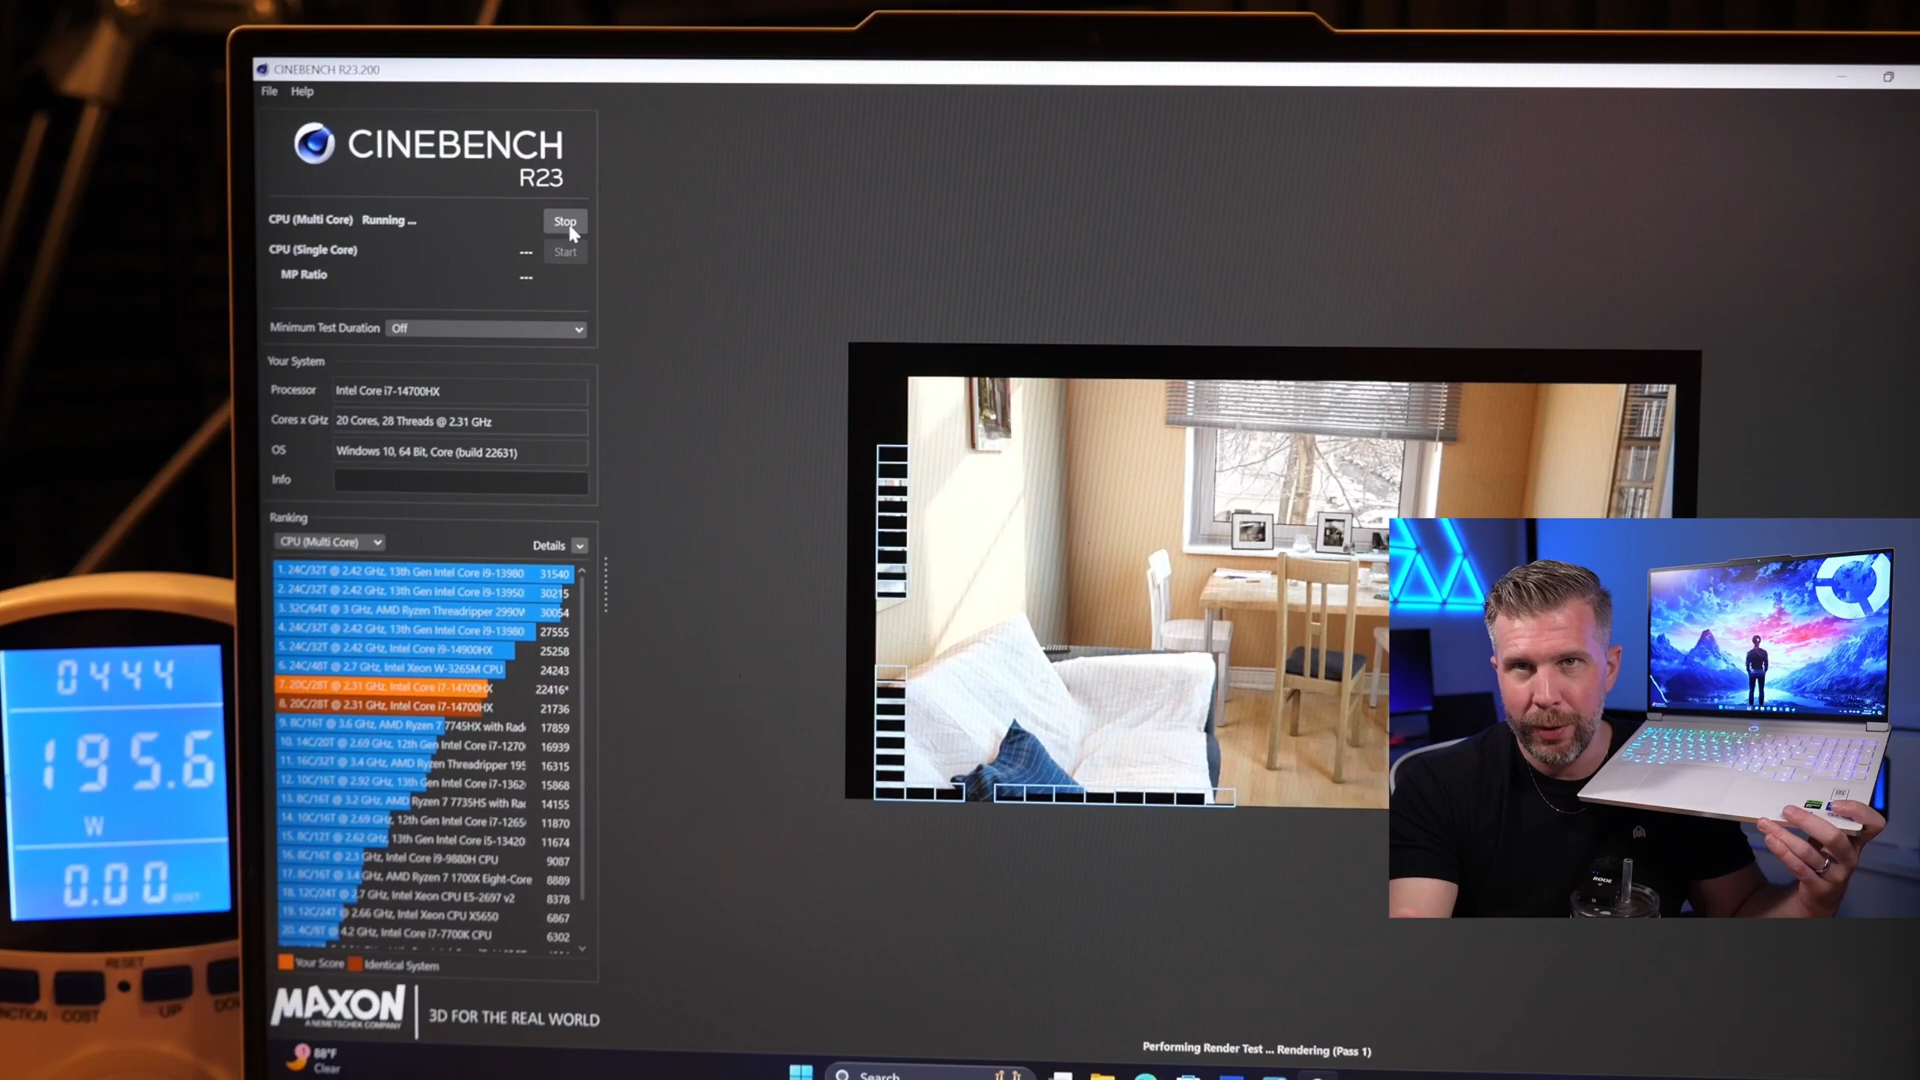 CINEBENCH R23.200
File Help
CINEBENCH
R23
CPU (Multi Core) Running ... Stop
CPU (Single Core) --- Start
MP Ratio ---
Minimum Test Duration Off
Your System
Processor Intel Core i7-14700HX
Cores x GHz 20 Cores, 28 Threads @ 2.31 GHz
OS Windows 10, 64 Bit, Core (build 22631)
Info
Ranking
CPU (Multi Core) Details
1. 24C/32T @ 2.42 GHz, 13th Gen Intel Core i9-13980 31540
2. 24C/32T @ 2.42 GHz, 13th Gen Intel Core i9-13950 30215
3. 32C/64T @ 3 GHz, AMD Ryzen Threadripper 2990W 30054
4. 24C/32T @ 2.42 GHz, 13th Gen Intel Core i9-13980 27555
5. 24C/32T @ 2.42 GHz, Intel Core i9-14900HX 25258
6. 24C/48T @ 2.7 GHz, Intel Xeon W-3265M CPU 24243
7. 20C/28T @ 2.31 GHz, Intel Core i7-14700HX 22416*
8. 20C/28T @ 2.31 GHz, Intel Core i7-14700HX 21736
9. 8C/16T @ 3.6 GHz, AMD Ryzen 7 7745HX with Rade 17859
10. 14C/20T @ 2.69 GHz, 12th Gen Intel Core i7-1270 16939
11. 16C/32T @ 3.4 GHz, AMD Ryzen Threadripper 195 16315
12. 10C/16T @ 2.92 GHz, 13th Gen Intel Core i7-1362 15868
13. 8C/16T @ 3.2 GHz, AMD Ryzen 7 7735HS with Rad 14155
14. 10C/16T @ 2.69 GHz, 12th Gen Intel Core i7-1265 11870
15. 8C/12T @ 2.62 GHz, 13th Gen Intel Core i5-13420 11674
16. 8C/16T @ 2.3 GHz, Intel Core i9-9880H CPU 9087
17. 8C/16T @ 3.4 GHz, AMD Ryzen 7 1700X Eight-Core 8889
18. 12C/24T @ 2.7 GHz, Intel Xeon CPU E5-2697 v2 8378
19. 12C/24T @ 2.66 GHz, Intel Xeon CPU X5650 6867
20. 4C/8T @ 4.2 GHz, Intel Core i7-7700K CPU 6302
Your Score Identical System
MAXON
A NEMETSCHEK COMPANY
3D FOR THE REAL WORLD
Performing Render Test ... Rendering (Pass 1)
1
88°F
Clear
Search
0444
195.6
W
0.00
COST
RESET
NCTION COST UP DO
RODE